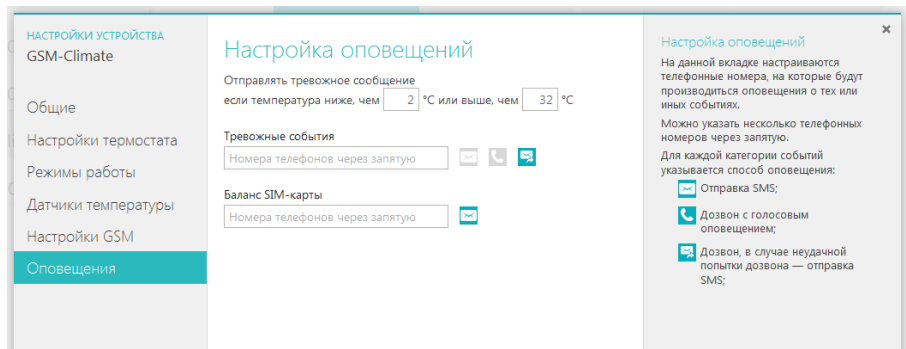 НАСТРОЙКИ УСТРОЙСТВА
GSM-Climate
Общие
Настройки термостата
Режимы работы
Датчики температуры
Настройки GSM
Оповещения
Настройка оповещений
Отправлять тревожное сообщение
если температура ниже, чем 2 °C или выше, чем 32 °C
Тревожные события
Номера телефонов через запятую
Баланс SIM-карты
Номера телефонов через запятую
Настройка оповещений
На данной вкладке настраиваются
телефонные номера, на которые будут
производиться оповещения о тех или
иных событиях.
Можно указать несколько телефонных
номеров через запятую.
Для каждой категории событий
указывается способ оповещения:
Отправка SMS;
Дозвон с голосовым
оповещением;
Дозвон, в случае неудачной
попытки дозвона — отправка
SMS;